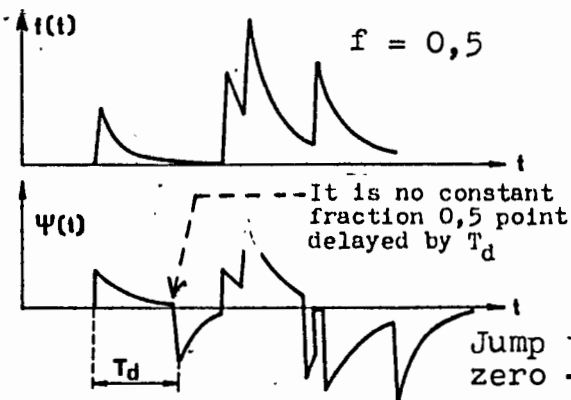 f(t)
f = 0,5
t
Ψ(t)
It is no constant
fraction 0,5 point
delayed by Td
t
Td
Jump
zero